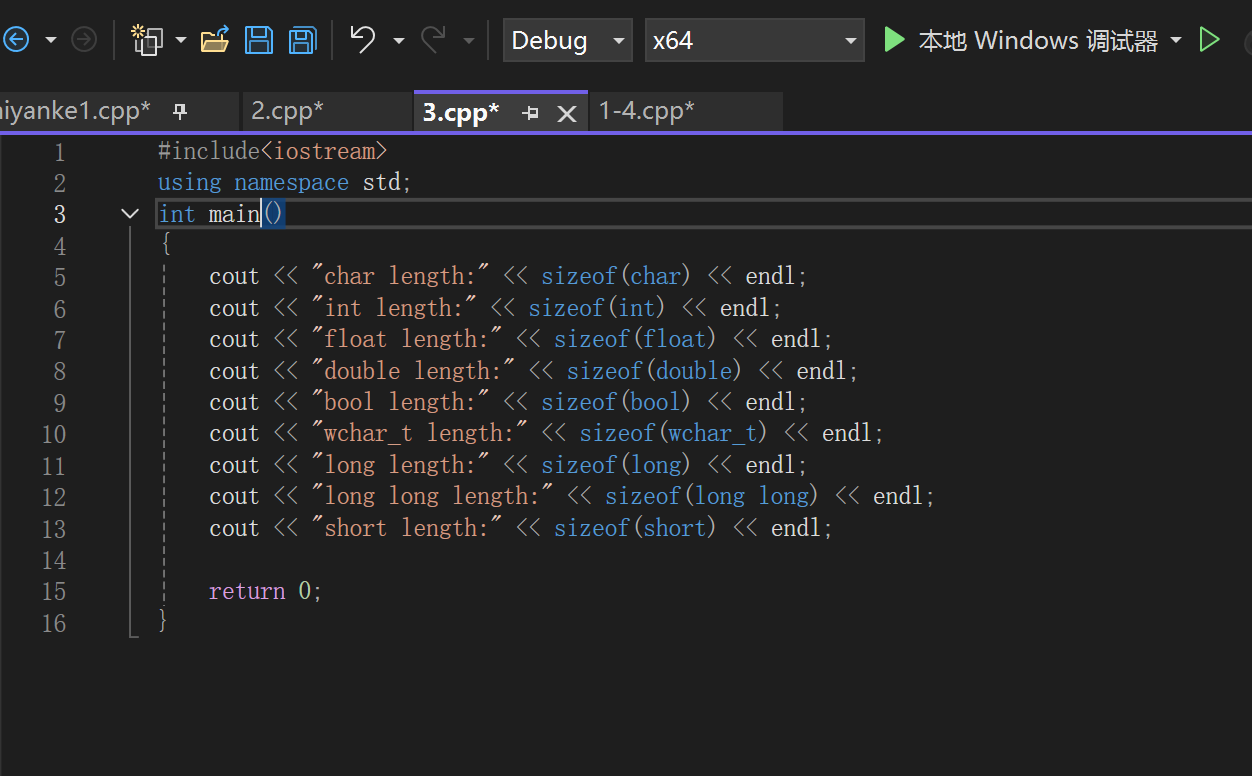 Debug x64 本地 Windows 调试器
iyanke1.cpp* 2.cpp* 3.cpp* 1-4.cpp*
1 #include<iostream>
2 using namespace std;
3 int main()
4 {
5 cout << "char length:" << sizeof(char) << endl;
6 cout << "int length:" << sizeof(int) << endl;
7 cout << "float length:" << sizeof(float) << endl;
8 cout << "double length:" << sizeof(double) << endl;
9 cout << "bool length:" << sizeof(bool) << endl;
10 cout << "wchar_t length:" << sizeof(wchar_t) << endl;
11 cout << "long length:" << sizeof(long) << endl;
12 cout << "long long length:" << sizeof(long long) << endl;
13 cout << "short length:" << sizeof(short) << endl;
14
15 return 0;
16 }